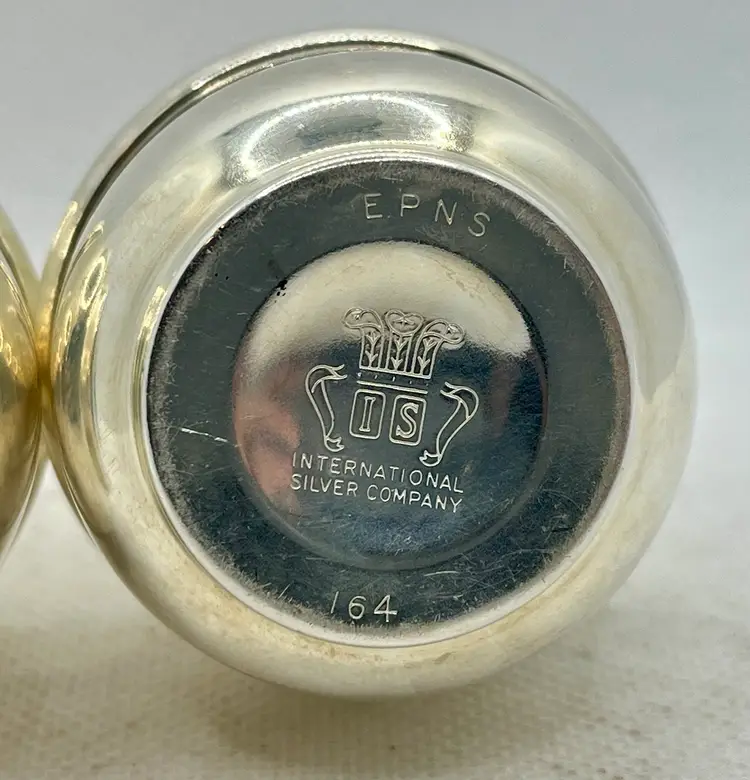 EPNS
IS
INTERNATIONAL
SILVER COMPANY
164